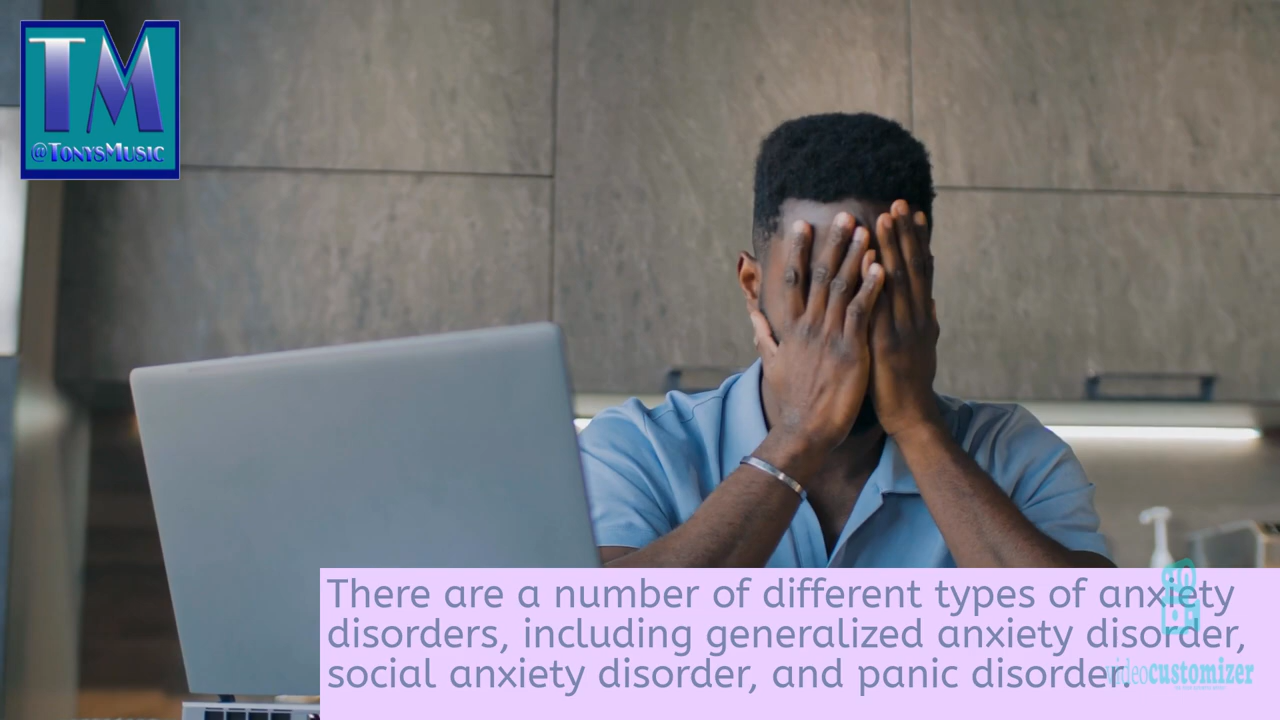 TM
@TonysMusic
There are a number of different types of anxiety
disorders, including generalized anxiety disorder,
social anxiety disorder, and panic disorder.
videocustomizer